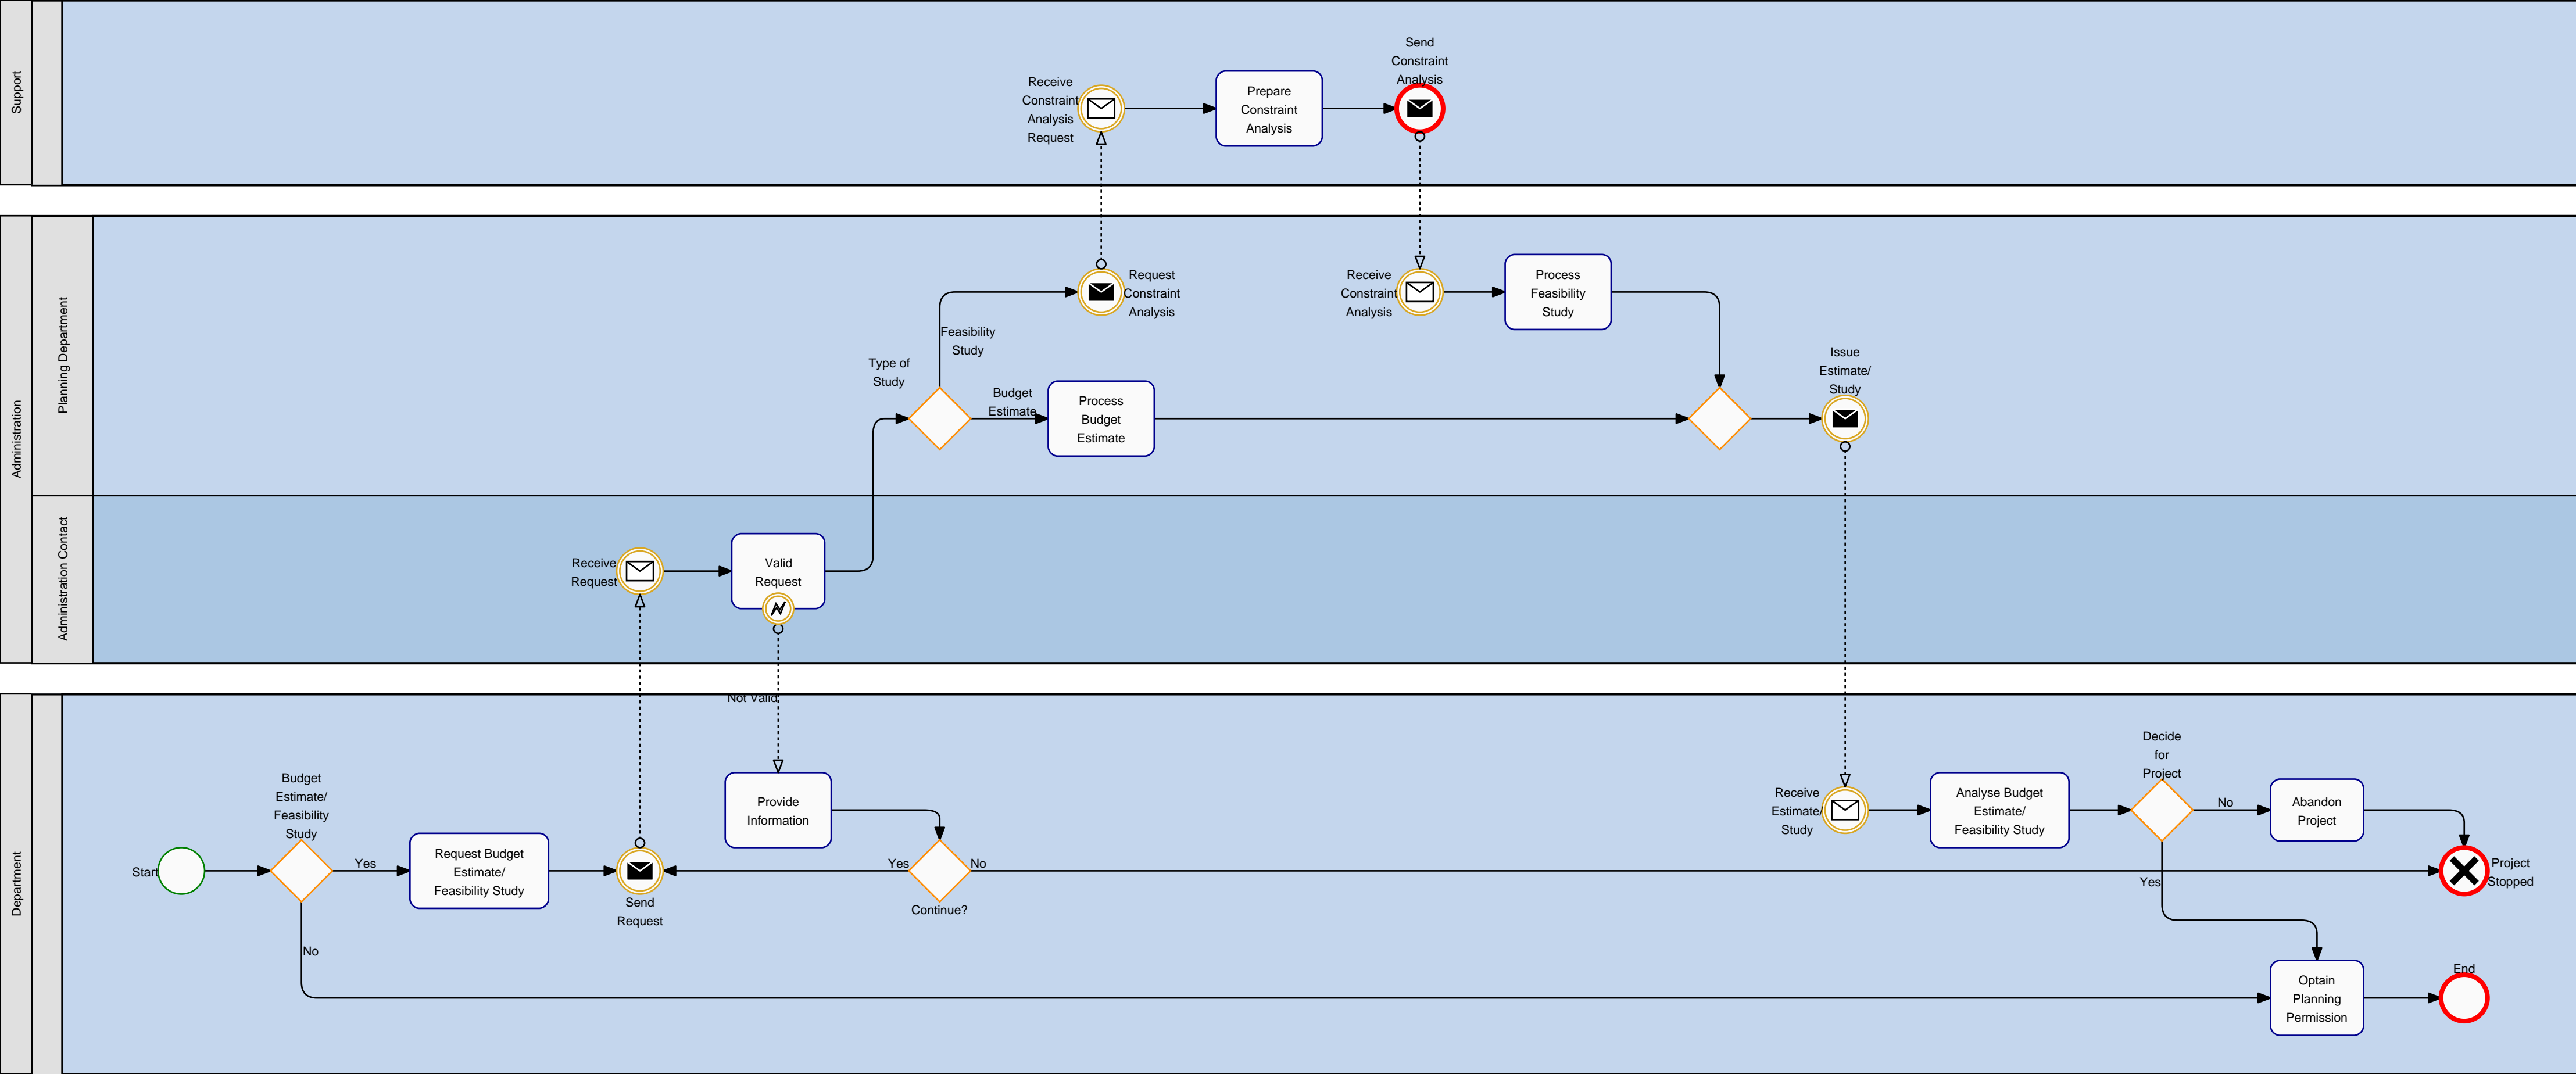 Support
Receive
Constraint
Analysis
Request
Prepare
Constraint
Analysis
Send
Constraint
Analysis
Administration
Planning Department
Type of
Study
Feasibility
Study
Request
Constraint
Analysis
Budget
Estimate
Process
Budget
Estimate
Receive
Constraint
Analysis
Process
Feasibility
Study
Issue
Estimate/
Study
Administration Contact
Receive
Request
Valid
Request
Not Valid
Department
Start
Budget
Estimate/
Feasibility
Study
Yes
No
Request Budget
Estimate/
Feasibility Study
Send
Request
Provide
Information
Yes
No
Continue?
Receive
Estimate/
Study
Analyse Budget
Estimate/
Feasibility Study
Decide
for
Project
No
Yes
Abandon
Project
Project
Stopped
Optain
Planning
Permission
End